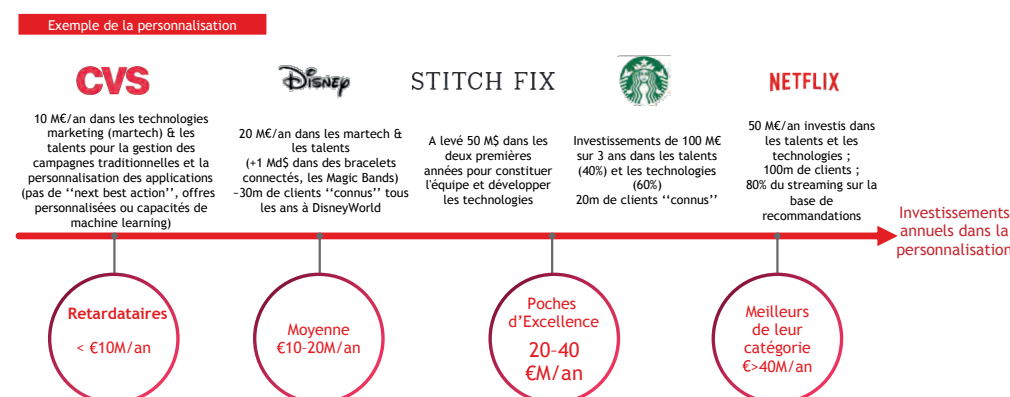 Exemple de la personnalisation
CVS
Disney
STITCH FIX
NETFLIX
10 M€/an dans les technologies
marketing (martech) & les
talents pour la gestion des
campagnes traditionnelles et la
personnalisation des applications
(pas de ‘‘next best action’’, offres
personnalisées ou capacités de
machine learning)
20 M€/an dans les martech &
les talents
(+1 Md$ dans des bracelets
connectés, les Magic Bands)
~30m de clients ‘‘connus’’ tous
les ans à DisneyWorld
A levé 50 M$ dans les
deux premières
années pour constituer
l'équipe et développer
les technologies
Investissements de 100 M€
sur 3 ans dans les talents
(40%) et les technologies
(60%)
20m de clients ‘‘connus’’
50 M€/an investis dans
les talents et les
technologies ;
100m de clients ;
80% du streaming sur la
base de
recommandations
Investissements
annuels dans la
personnalisation
Retardataires
< €10M/an
Moyenne
€10-20M/an
Poches
d’Excellence
20-40
€M/an
Meilleurs
de leur
catégorie
€>40M/an